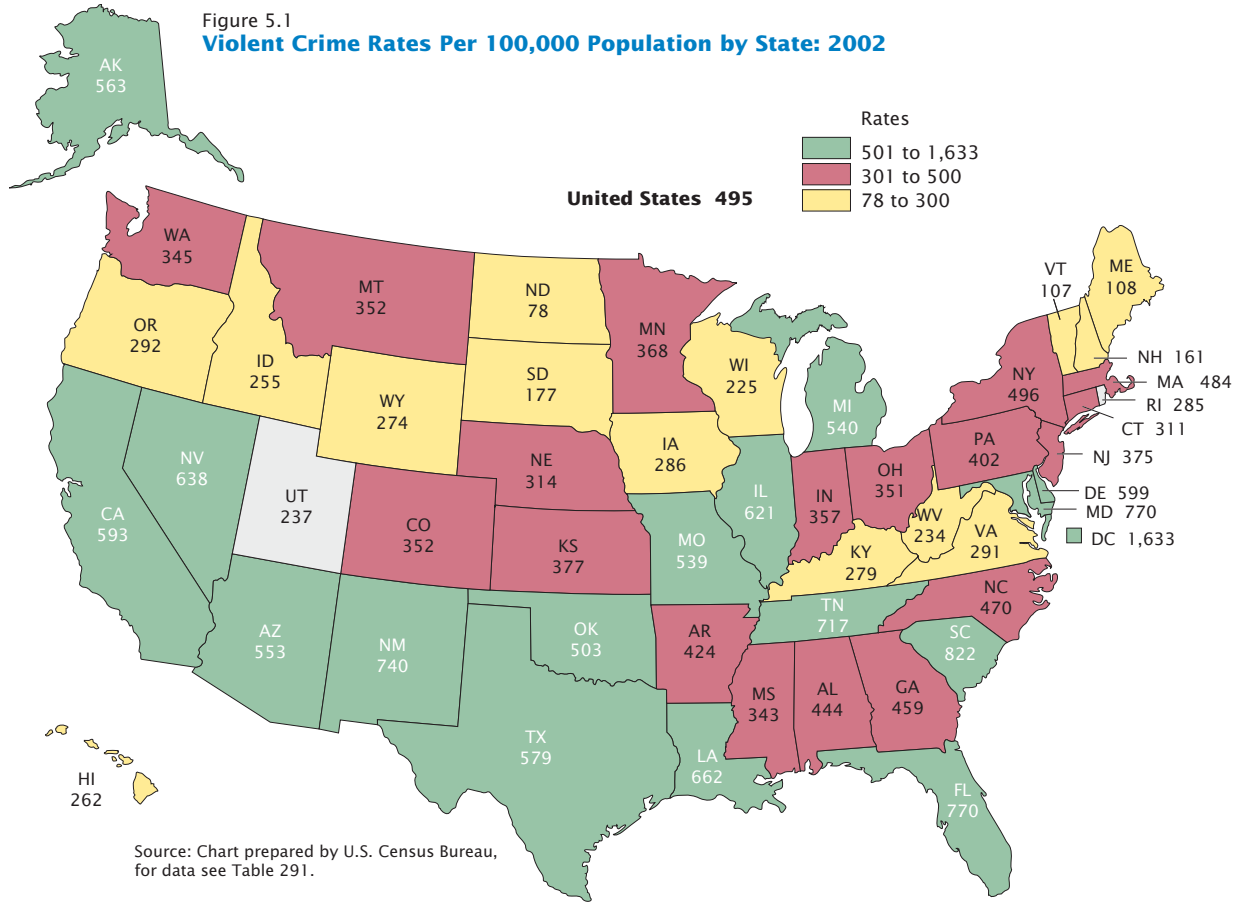 Figure 5.1
Violent Crime Rates Per 100,000 Population by State: 2002
AK
563
Rates
501 to 1,633
301 to 500
78 to 300
United States 495
WA
345
MT
352
ND
78
MN
368
VT
107
ME
108
OR
292
ID
255
WY
274
SD
177
WI
225
MI
540
NY
496
NH 161
MA 484
RI 285
CT 311
NJ 375
PA
402
DE 599
MD 770
DC 1,633
NV
638
UT
237
CA
593
CO
352
NE
314
IA
286
KS
377
MO
539
IL
621
IN
357
OH
351
WV
234
VA
291
KY
279
NC
470
TN
717
SC
822
AZ
553
NM
740
OK
503
AR
424
MS
343
AL
444
GA
459
TX
579
LA
662
FL
770
HI
262
Source: Chart prepared by U.S. Census Bureau,
for data see Table 291.